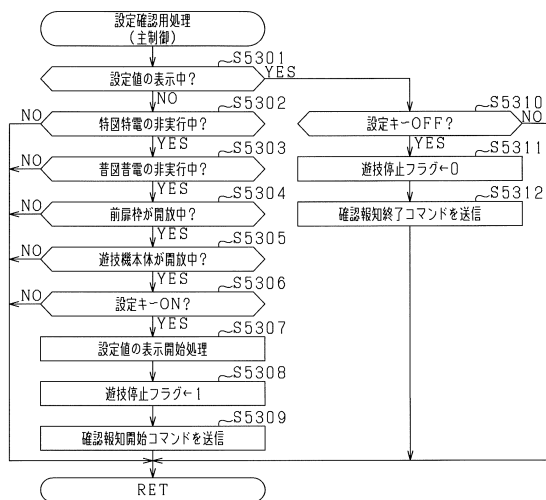 設定確認用処理
(主制御)
S5301
設定値の表示中?
YES
NO
S5302
NO
特図特電の非実行中?
YES
S5303
NO
普図普電の非実行中?
YES
S5304
NO
前扉枠が開放中?
YES
S5305
NO
遊技機本体が開放中?
YES
S5306
NO
設定キーON?
YES
S5307
設定値の表示開始処理
S5308
遊技停止フラグ←1
S5309
確認報知開始コマンドを送信
RET
S5310
設定キーOFF?
NO
YES
S5311
遊技停止フラグ←0
S5312
確認報知終了コマンドを送信